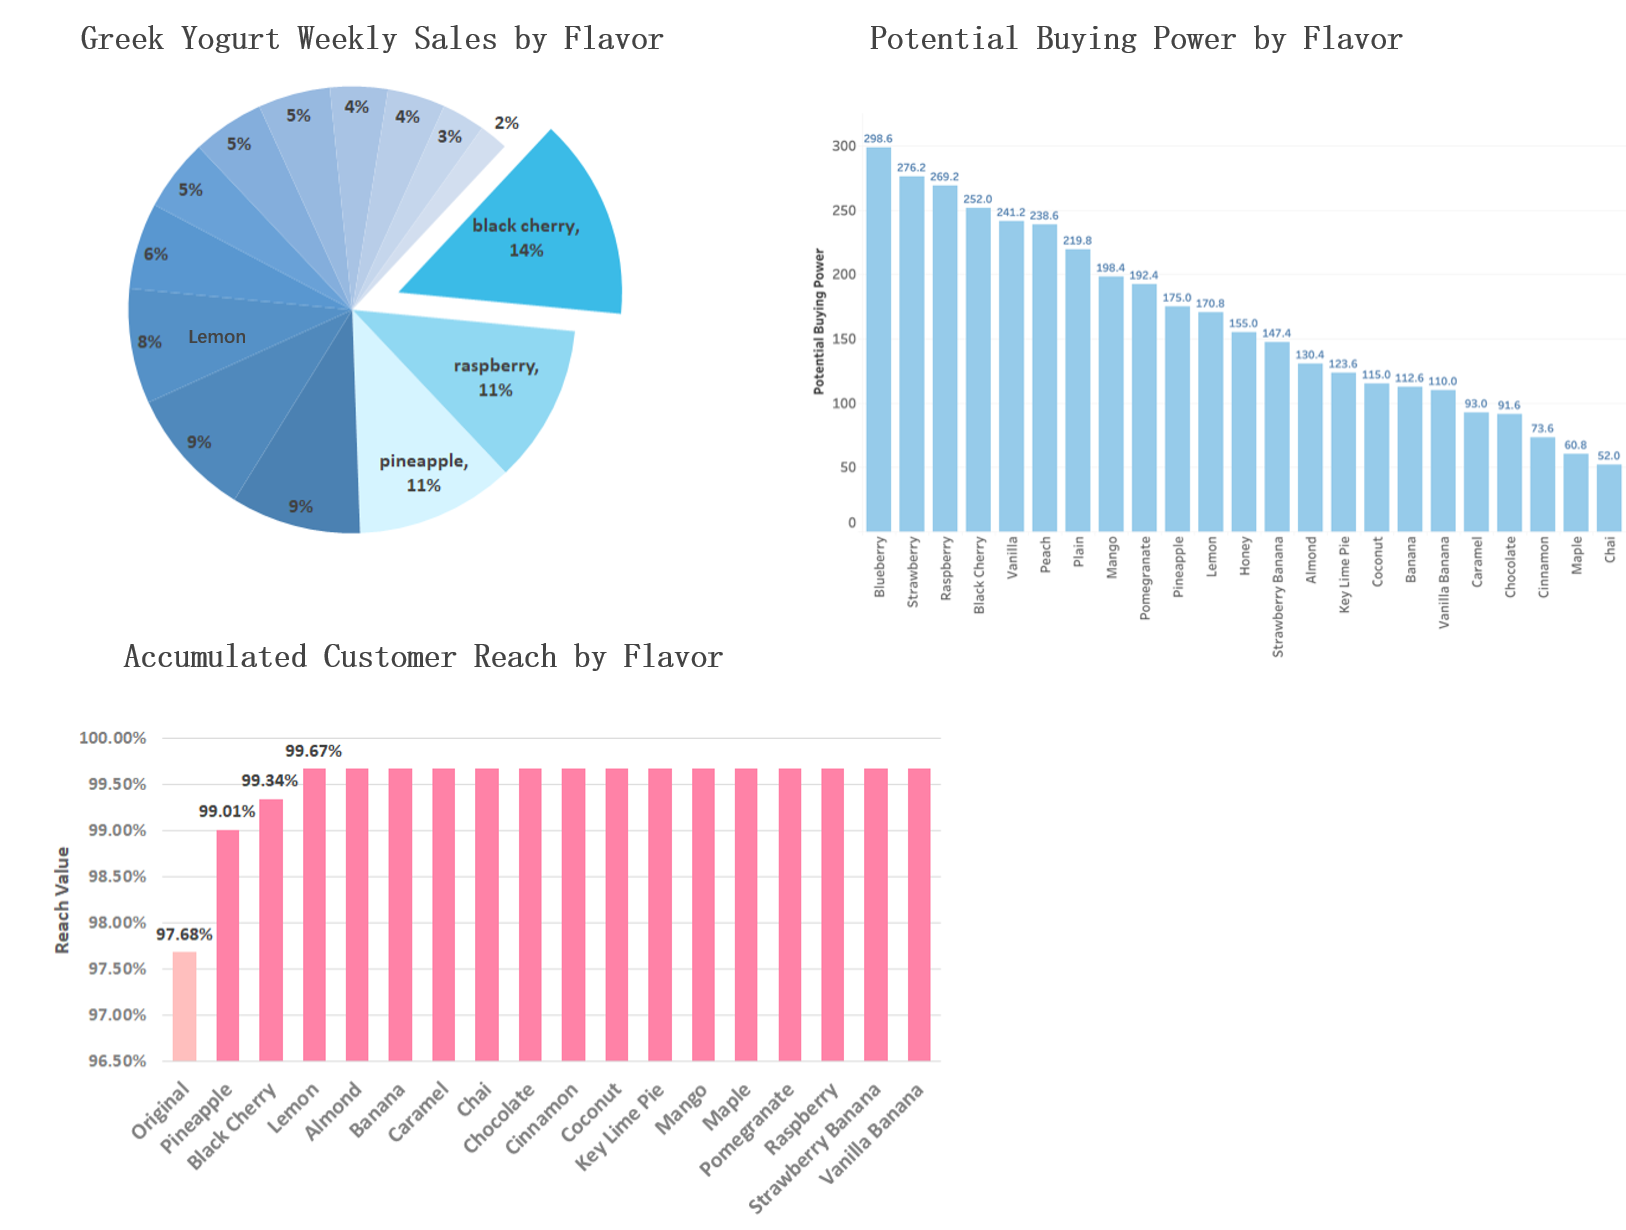 Greek Yogurt Weekly Sales by Flavor
5%
4%
4%
3%
2%
5%
5%
6%
8%
Lemon
9%
9%
black cherry,
14%
raspberry,
11%
pineapple,
11%
Potential Buying Power by Flavor
Potential Buying Power
300
250
200
150
100
50
0
298.6
276.2
269.2
252.0
241.2
238.6
219.8
198.4
192.4
175.0
170.8
155.0
147.4
130.4
123.6
115.0
112.6
110.0
93.0
91.6
73.6
60.8
52.0
Blueberry
Strawberry
Raspberry
Black Cherry
Vanilla
Peach
Plain
Mango
Pomegranate
Pineapple
Lemon
Honey
Strawberry Banana
Almond
Key Lime Pie
Coconut
Banana
Vanilla Banana
Caramel
Chocolate
Cinnamon
Maple
Chai
Accumulated Customer Reach by Flavor
Reach Value
100.00%
99.50%
99.00%
98.50%
98.00%
97.50%
97.00%
96.50%
97.68%
99.01%
99.34%
99.67%
Original
Pineapple
Black Cherry
Lemon
Almond
Banana
Caramel
Chai
Chocolate
Cinnamon
Coconut
Key Lime Pie
Mango
Maple
Pomegranate
Raspberry
Strawberry Banana
Vanilla Banana